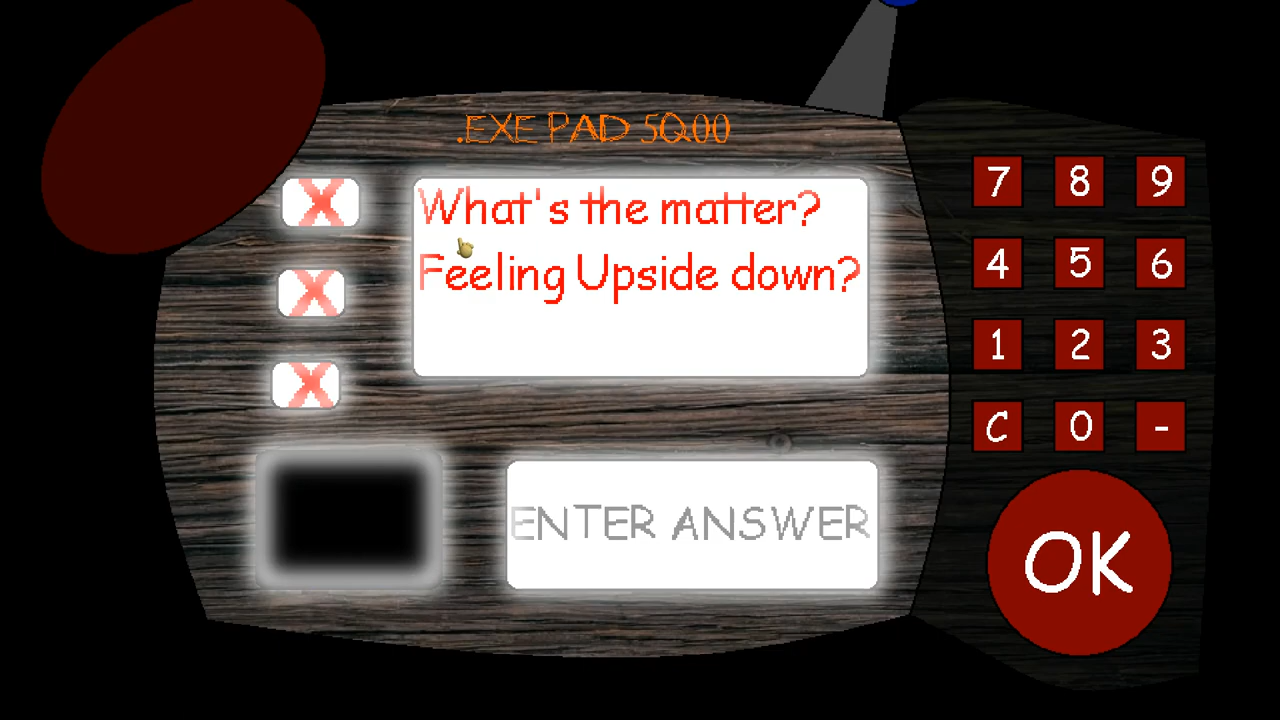 .EXE PAD 5Q00
X
What's the matter?
Feeling Upside down?
X
X
ENTER ANSWER
7 8 9
4 5 6
1 2 3
C 0 -
OK